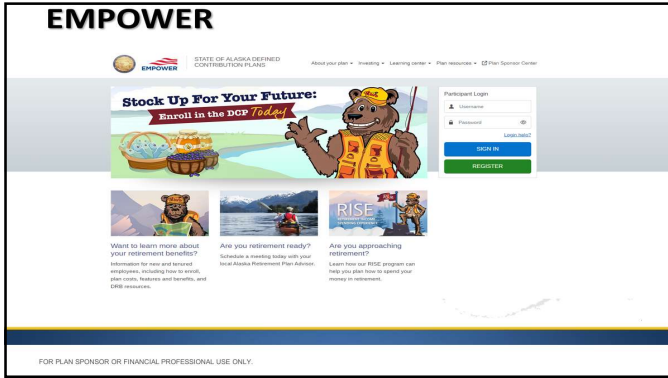 EMPOWER
EMPOWER
STATE OF ALASKA DEFINED
CONTRIBUTION PLANS
About your plan Investing Learning center Plan resources Plan Sponsor Center
Stock Up For Your Future:
Enroll in the DCP Today
Participant Login
Username
Password
Login help?
SIGN IN
REGISTER
RISE
RETIREMENT INCOME
Want to learn more about
your retirement benefits?
Information for new and tenured
employees, including how to enroll,
plan costs, features and benefits, and
DRB resources.
Are you retirement ready?
Schedule a meeting today with your
local Alaska Retirement Plan Advisor.
Are you approaching
retirement?
Learn how our RISE program can
help you plan how to spend your
money in retirement.
FOR PLAN SPONSOR OR FINANCIAL PROFESSIONAL USE ONLY.